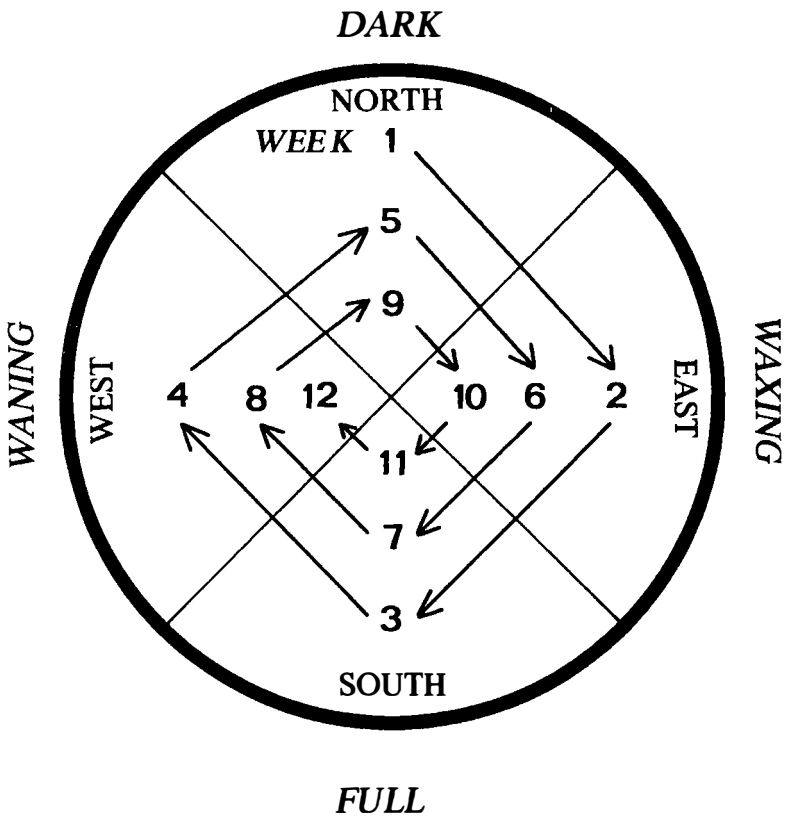 DARK
NORTH
WEEK 1
5
9
WANING
WEST
4 8 12 10 6 2
EAST
WAXING
11
7
3
SOUTH
FULL